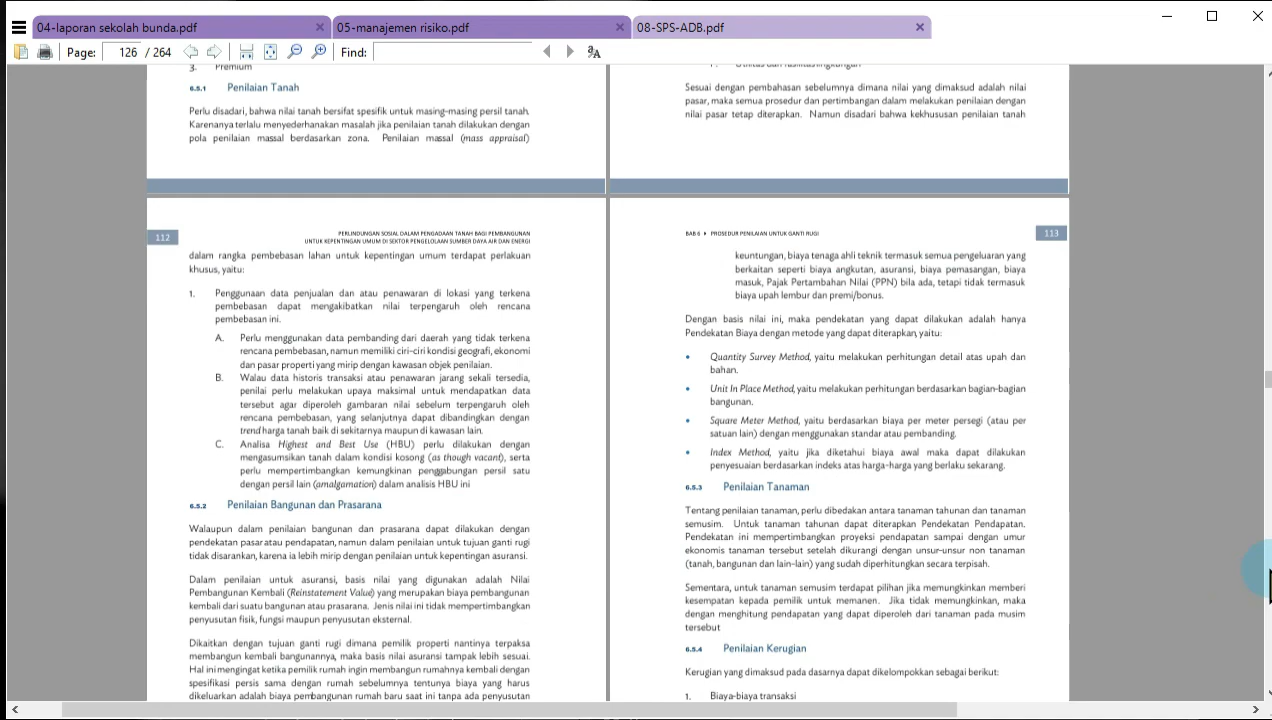 04-laporan sekolah bunda.pdf
05-manajemen risiko.pdf
08-SPS-ADB.pdf
Page: 126 / 264 Find:
3. Premium
6.5.1 Penilaian Tanah
Perlu disadari, bahwa nilai tanah bersifat spesifik untuk masing-masing persil tanah.
Karenanya terlalu menyederhanakan masalah jika penilaian tanah dilakukan dengan
pola penilaian massal berdasarkan zona. Penilaian massal (mass appraisal)
Sesuai dengan pembahasan sebelumnya dimana nilai yang dimaksud adalah nilai
pasar, maka semua prosedur dan pertimbangan dalam melakukan penilaian dengan
nilai pasar tetap diterapkan. Namun disadari bahwa kekhususan penilaian tanah
112
PERLINDUNGAN SOSIAL DALAM PENGADAAN TANAH BAGI PEMBANGUNAN
UNTUK KEPENTINGAN UMUM DI SEKTOR PENGELOLAAN SUMBER DAYA AIR DAN ENERGI
dalam rangka pembebasan lahan untuk kepentingan umum terdapat perlakuan
khusus, yaitu:
1. Penggunaan data penjualan dan atau penawaran di lokasi yang terkena
pembebasan dapat mengakibatkan nilai terpengaruh oleh rencana
pembebasan ini.
A. Perlu menggunakan data pembanding dari daerah yang tidak terkena
rencana pembebasan, namun memiliki ciri-ciri kondisi geografi, ekonomi
dan pasar properti yang mirip dengan kawasan objek penilaian.
B. Walau data historis transaksi atau penawaran jarang sekali tersedia,
penilai perlu melakukan upaya maksimal untuk mendapatkan data
tersebut agar diperoleh gambaran nilai sebelum terpengaruh oleh
rencana pembebasan, yang selanjutnya dapat dibandingkan dengan
trend harga tanah baik di sekitarnya maupun di kawasan lain.
C. Analisa Highest and Best Use (HBU) perlu dilakukan dengan
mengasumsikan tanah dalam kondisi kosong (as though vacant), serta
perlu mempertimbangkan kemungkinan penggabungan persil satu
dengan persil lain (amalgamation) dalam analisis HBU ini
6.5.2 Penilaian Bangunan dan Prasarana
Walaupun dalam penilaian bangunan dan prasarana dapat dilakukan dengan
pendekatan pasar atau pendapatan, namun dalam penilaian untuk tujuan ganti rugi
tidak disarankan, karena ia lebih mirip dengan penilaian untuk kepentingan asuransi.
Dalam penilaian untuk asuransi, basis nilai yang digunakan adalah Nilai
Pembangunan Kembali (Reinstatement Value) yang merupakan biaya pembangunan
kembali dari suatu bangunan atau prasarana. Jenis nilai ini tidak mempertimbangkan
penyusutan fisik, fungsi maupun penyusutan eksternal.
Dikaitkan dengan tujuan ganti rugi dimana pemilik properti nantinya terpaksa
membangun kembali bangunannya, maka basis nilai asuransi tampak lebih sesuai.
Hal ini mengingat ketika pemilik rumah ingin membangun rumahnya kembali dengan
spesifikasi persis sama dengan rumah sebelumnya tentunya biaya yang harus
dikeluarkan adalah biaya pembangunan rumah baru saat ini tanpa ada penyusutan
BAB 6 PROSEDUR PENILAIAN UNTUK GANTI RUGI
113
keuntungan, biaya tenaga ahli teknik termasuk semua pengeluaran yang
berkaitan seperti biaya angkutan, asuransi, biaya pemasangan, biaya
masuk, Pajak Pertambahan Nilai (PPN) bila ada, tetapi tidak termasuk
biaya upah lembur dan premi/bonus.
Dengan basis nilai ini, maka pendekatan yang dapat dilakukan adalah hanya
Pendekatan Biaya dengan metode yang dapat diterapkan, yaitu:
• Quantity Survey Method, yaitu melakukan perhitungan detail atas upah dan
bahan.
• Unit In Place Method, yaitu melakukan perhitungan berdasarkan bagian-bagian
bangunan.
• Square Meter Method, yaitu berdasarkan biaya per meter persegi (atau per
satuan lain) dengan menggunakan standar atau pembanding.
• Index Method, yaitu jika diketahui biaya awal maka dapat dilakukan
penyesuaian berdasarkan indeks atas harga-harga yang berlaku sekarang.
6.5.3 Penilaian Tanaman
Tentang penilaian tanaman, perlu dibedakan antara tanaman tahunan dan tanaman
semusim. Untuk tanaman tahunan dapat diterapkan Pendekatan Pendapatan.
Pendekatan ini mempertimbangkan proyeksi pendapatan sampai dengan umur
ekonomis tanaman tersebut setelah dikurangi dengan unsur-unsur non tanaman
(tanah, bangunan dan lain-lain) yang sudah diperhitungkan secara terpisah.
Sementara, untuk tanaman semusim terdapat pilihan jika memungkinkan memberi
kesempatan kepada pemilik untuk memanen. Jika tidak memungkinkan, maka
dengan menghitung pendapatan yang dapat diperoleh dari tanaman pada musim
tersebut
6.5.4 Penilaian Kerugian
Kerugian yang dimaksud pada dasarnya dapat dikelompokkan sebagai berikut:
1. Biaya-biaya transaksi